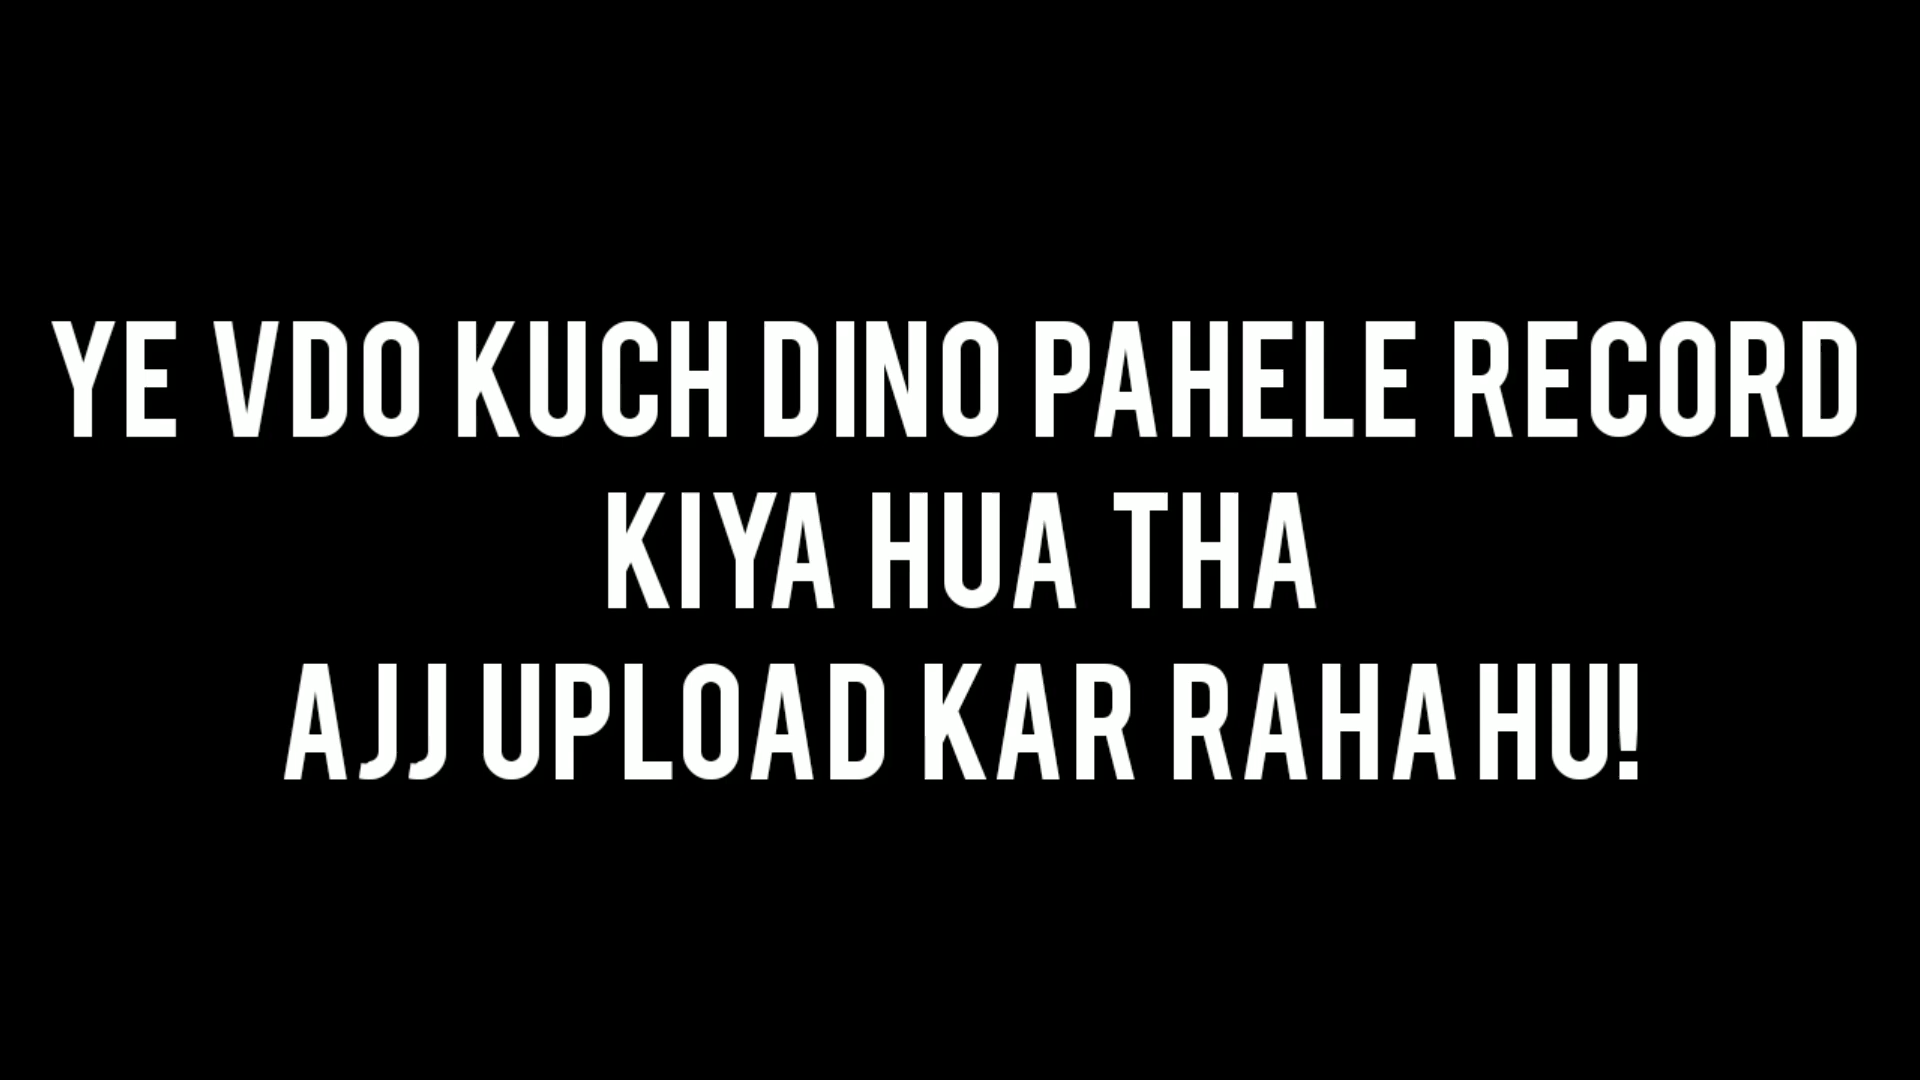 YE VDO KUCH DINO PAHELE RECORD
KIYA HUA THA
AJJ UPLOAD KAR RAHA HU!